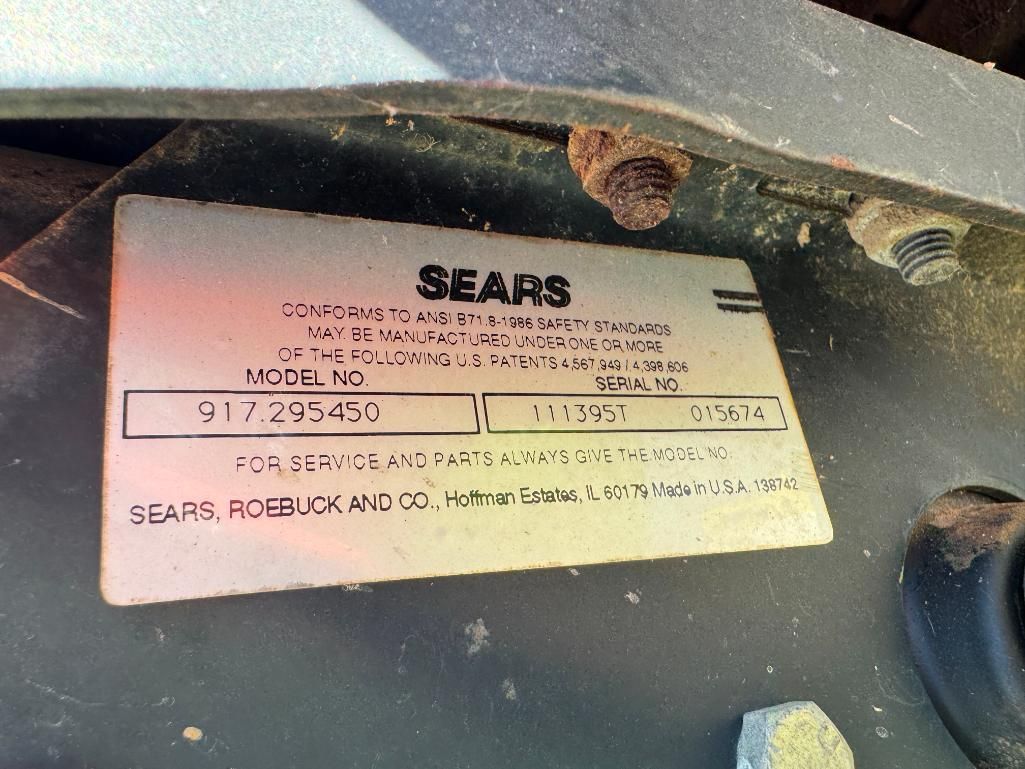 SEARS
CONFORMS TO ANSI B71.8-1986 SAFETY STANDARDS
MAY BE MANUFACTURED UNDER ONE OR MORE
OF THE FOLLOWING U.S. PATENTS 4,567,949 / 4,398,606
MODEL NO. SERIAL NO.
917.295450 111395T 015674
FOR SERVICE AND PARTS ALWAYS GIVE THE MODEL NO.
SEARS, ROEBUCK AND CO., Hoffman Estates, IL 60179 Made in U.S.A. 138742